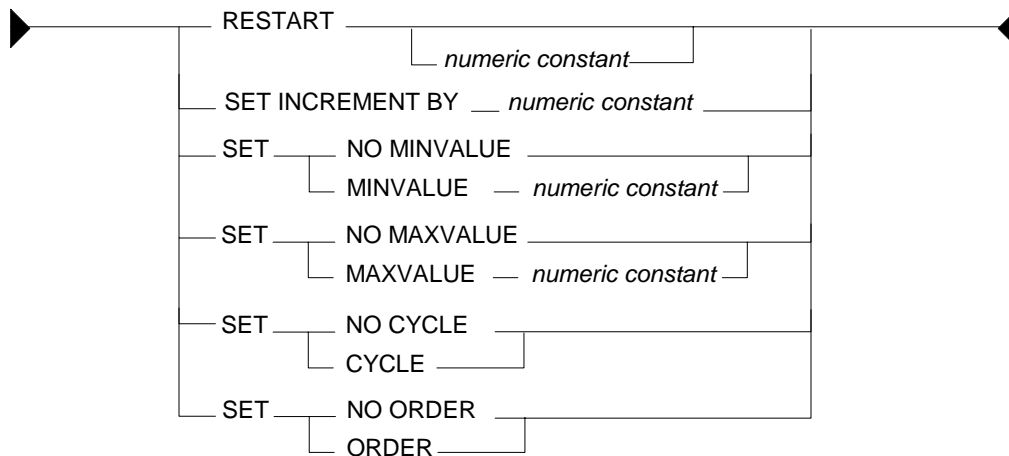 RESTART
numeric constant
SET INCREMENT BY numeric constant
SET NO MINVALUE
MINVALUE numeric constant
SET NO MAXVALUE
MAXVALUE numeric constant
SET NO CYCLE
CYCLE
SET NO ORDER
ORDER